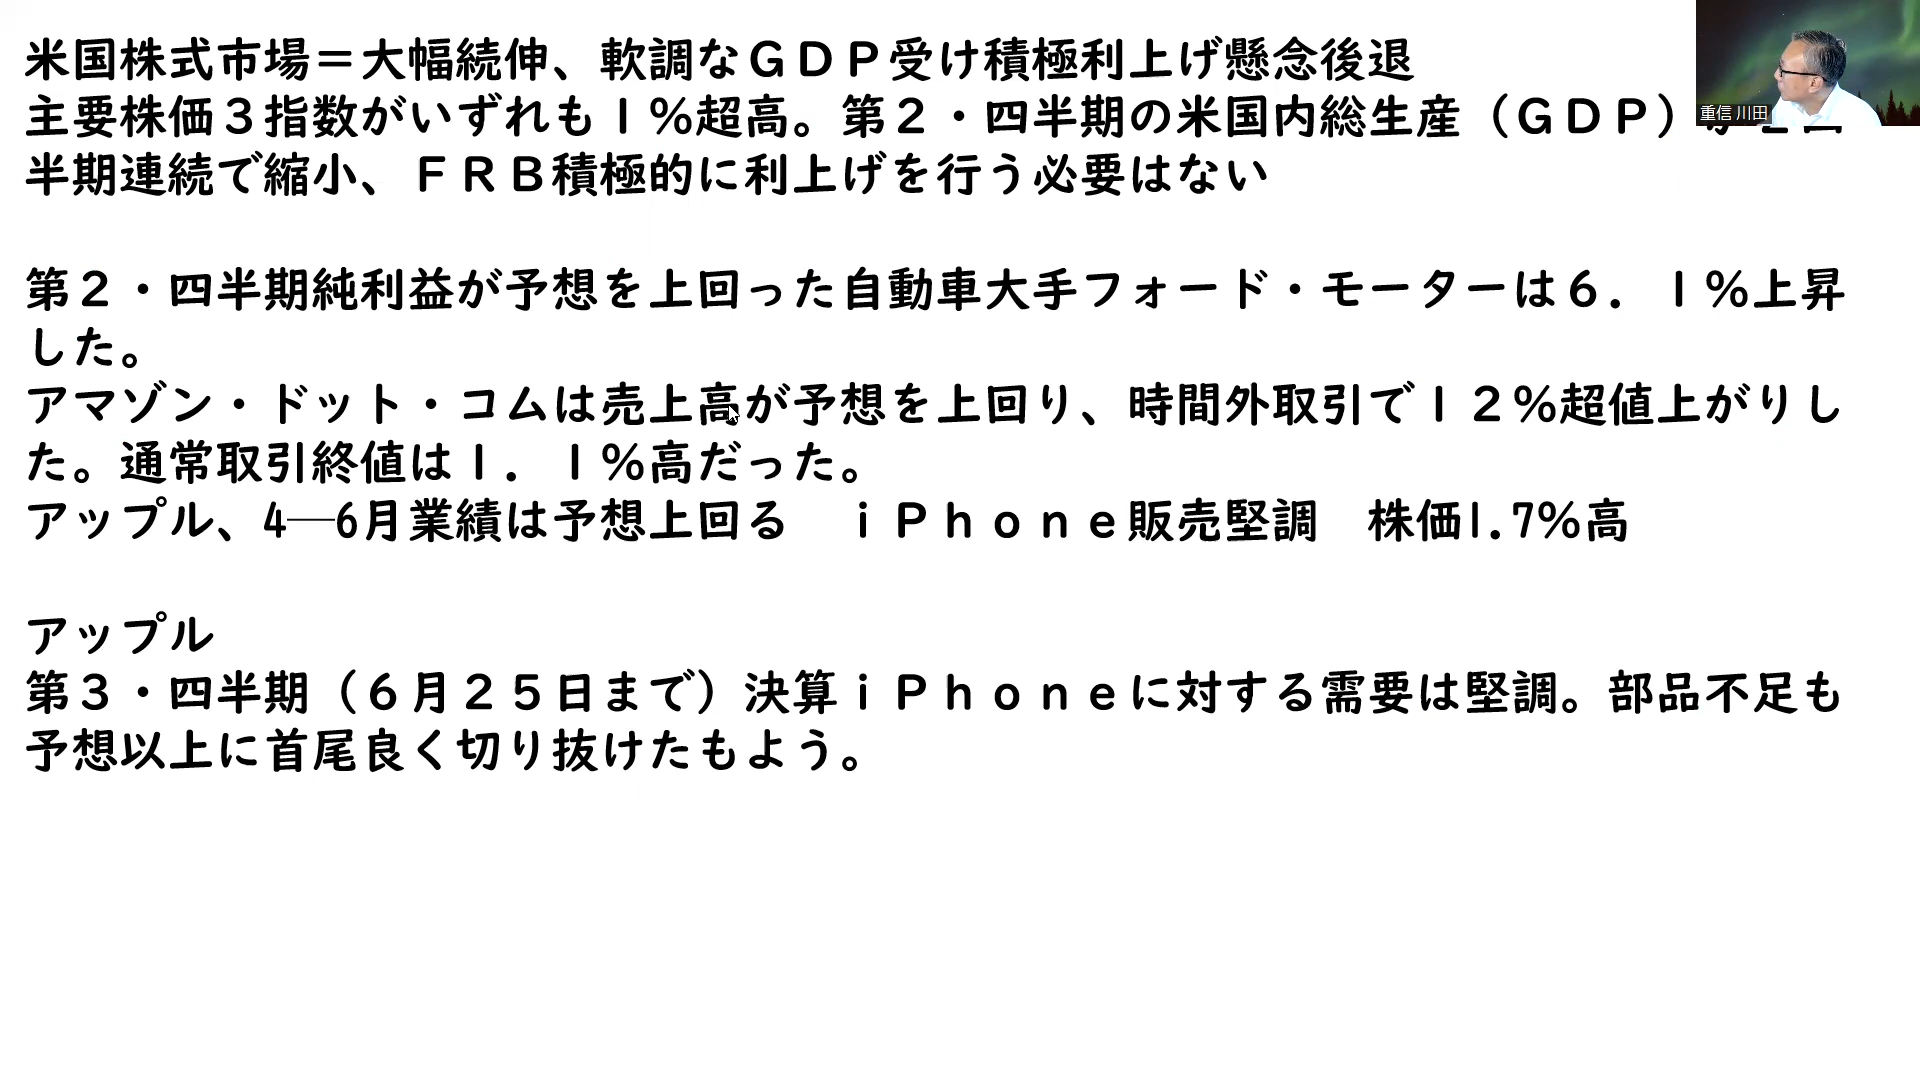 米国株式市場＝大幅続伸、軟調なＧＤＰ受け積極利上げ懸念後退
主要株価３指数がいずれも１％超高。第２・四半期の米国内総生産（ＧＤＰ）
半期連続で縮小、ＦＲＢ積極的に利上げを行う必要はない
第２・四半期純利益が予想を上回った自動車大手フォード・モーターは６．１％上昇
した。
アマゾン・ドット・コムは売上高が予想を上回り、時間外取引で１２％超値上がりし
た。通常取引終値は１．１％高だった。
アップル、4―6月業績は予想上回る　ｉＰｈｏｎｅ販売堅調　株価1.7％高
アップル
第３・四半期（６月２５日まで）決算ｉＰｈｏｎｅに対する需要は堅調。部品不足も
予想以上に首尾良く切り抜けたもよう。
重信 川田